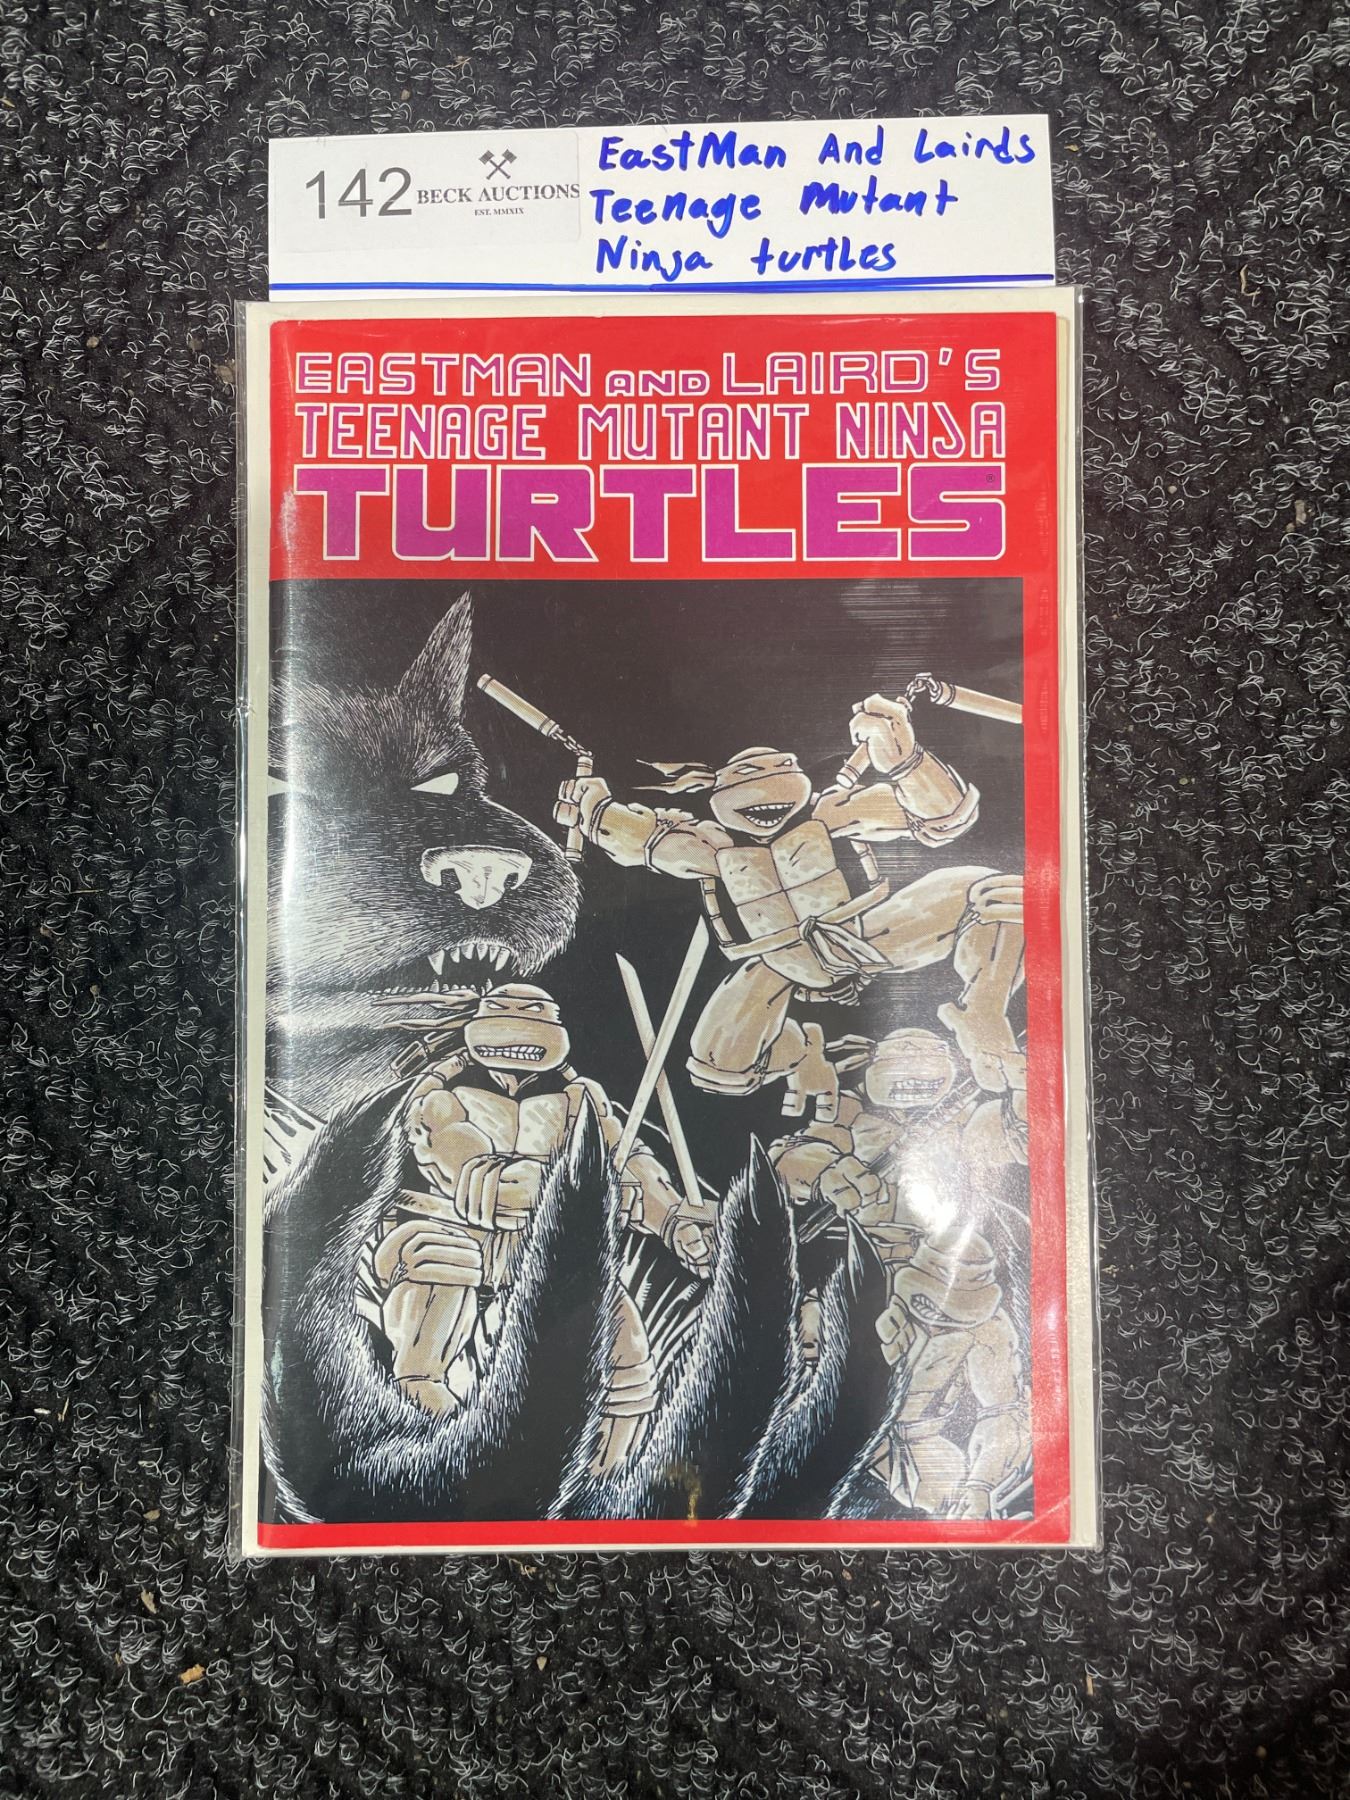 142
BECK AUCTIONS
EST. MMXIX
EastMan And Lairds
Teenage Mutant
Ninja turtles
EASTMAN AND LAIRD'S
TEENAGE MUTANT NINJA
TURTLES®